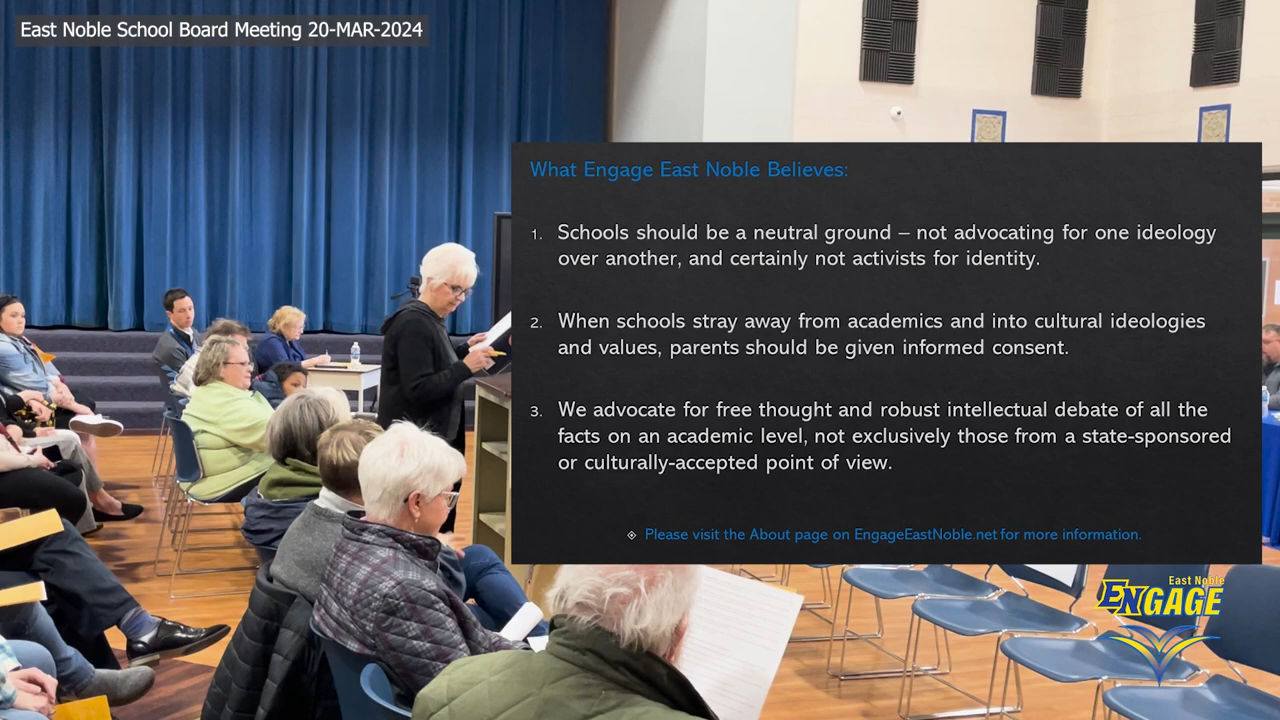 East Noble School Board Meeting 20-MAR-2024
What Engage East Noble Believes:
1. Schools should be a neutral ground – not advocating for one ideology
over another, and certainly not activists for identity.
2. When schools stray away from academics and into cultural ideologies
and values, parents should be given informed consent.
3. We advocate for free thought and robust intellectual debate of all the
facts on an academic level, not exclusively those from a state-sponsored
or culturally-accepted point of view.
Please visit the About page on EngageEastNoble.net for more information.
East Noble
ENGAGE